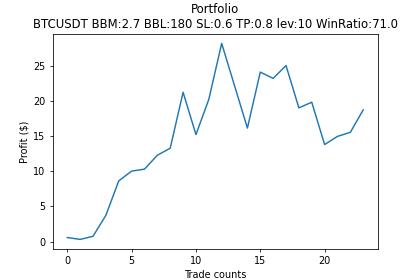 Portfolio
BTCUSDT BBM:2.7 BBL:180 SL:0.6 TP:0.8 lev:10 WinRatio:71.0
25
20
15
10
5
0
Profit ($)
0 5 10 15 20
Trade counts